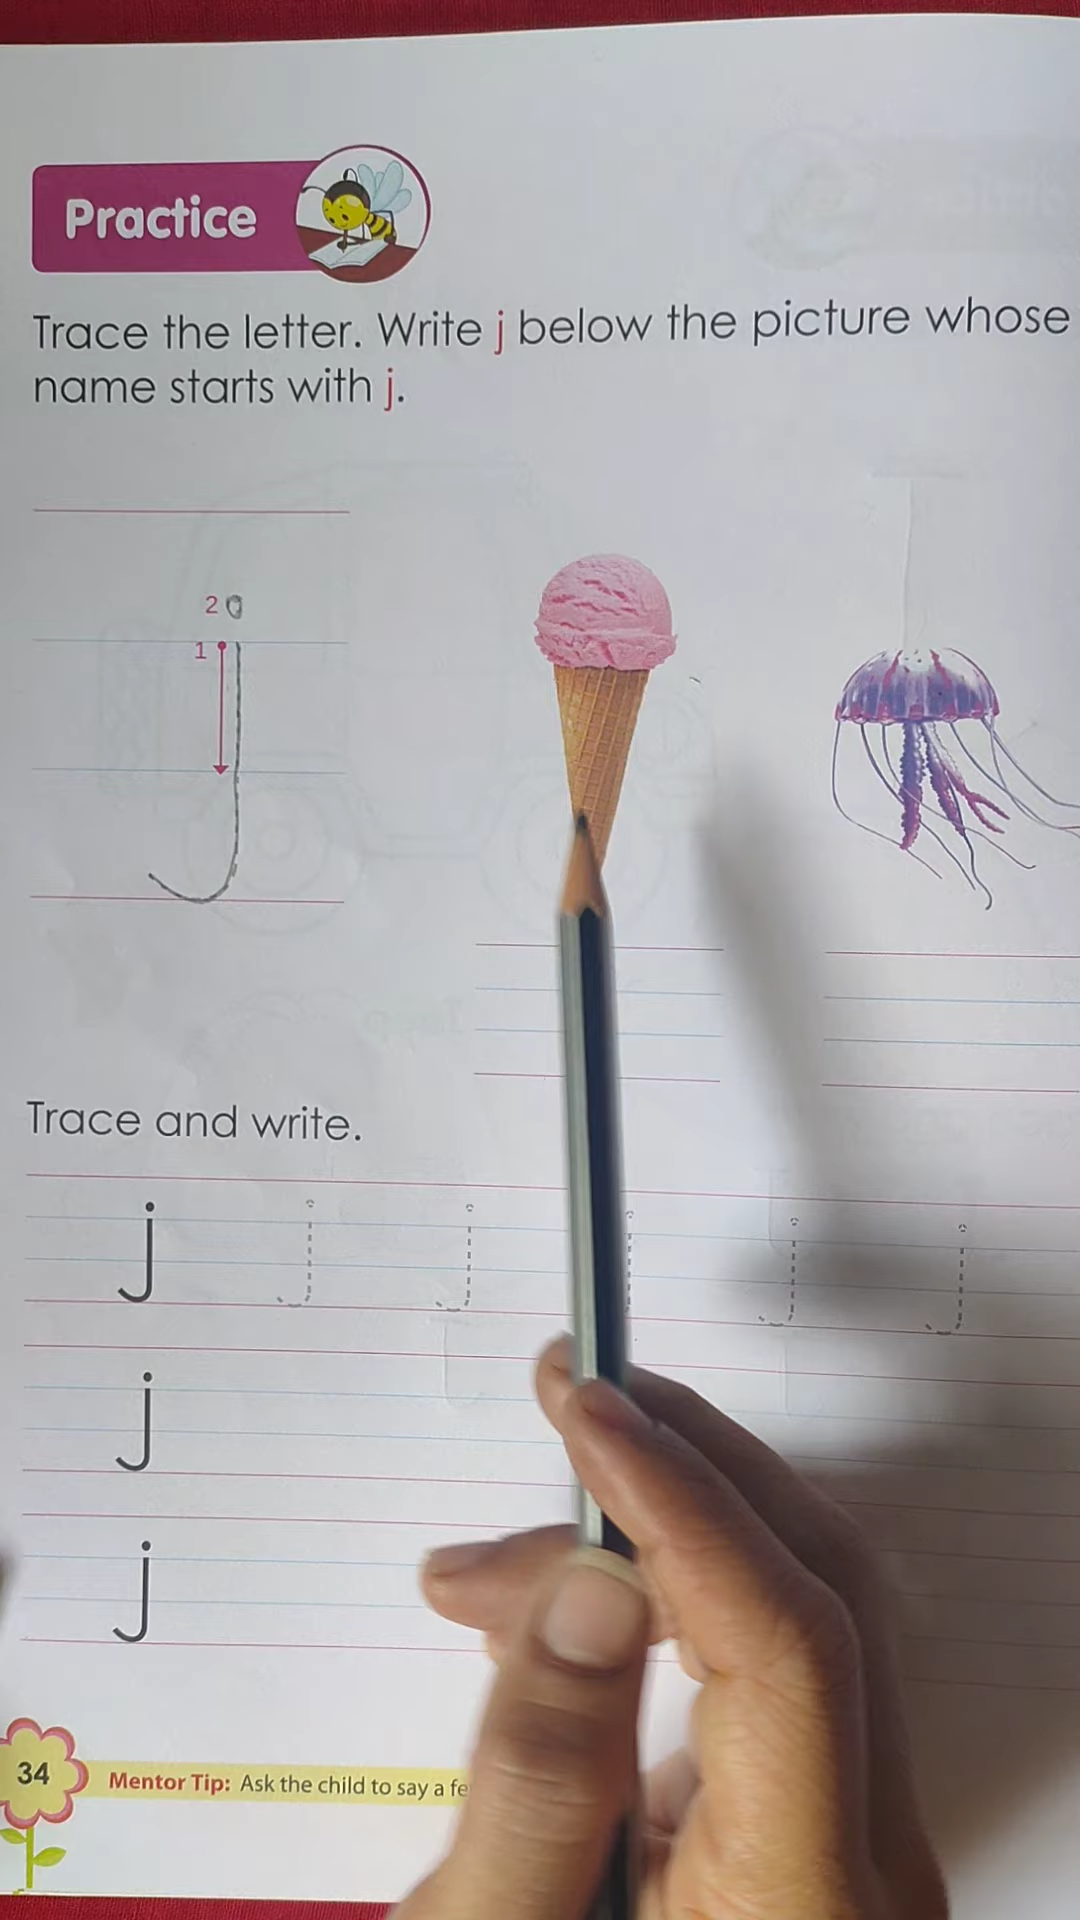 Practice
Trace the letter. Write j below the picture whose
name starts with j.
2
1
j
Trace and write.
j j j j j j
j
j
34
Mentor Tip: Ask the child to say a